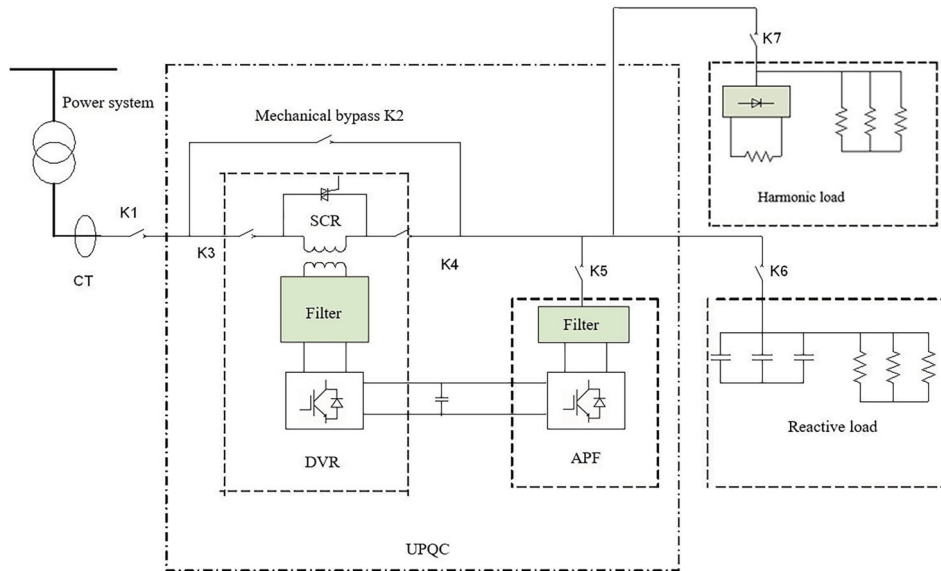 K7
Power system
Mechanical bypass K2
Harmonic load
SCR
K1
K3
K4
CT
K5
K6
Filter
Filter
Reactive load
DVR
APF
UPQC